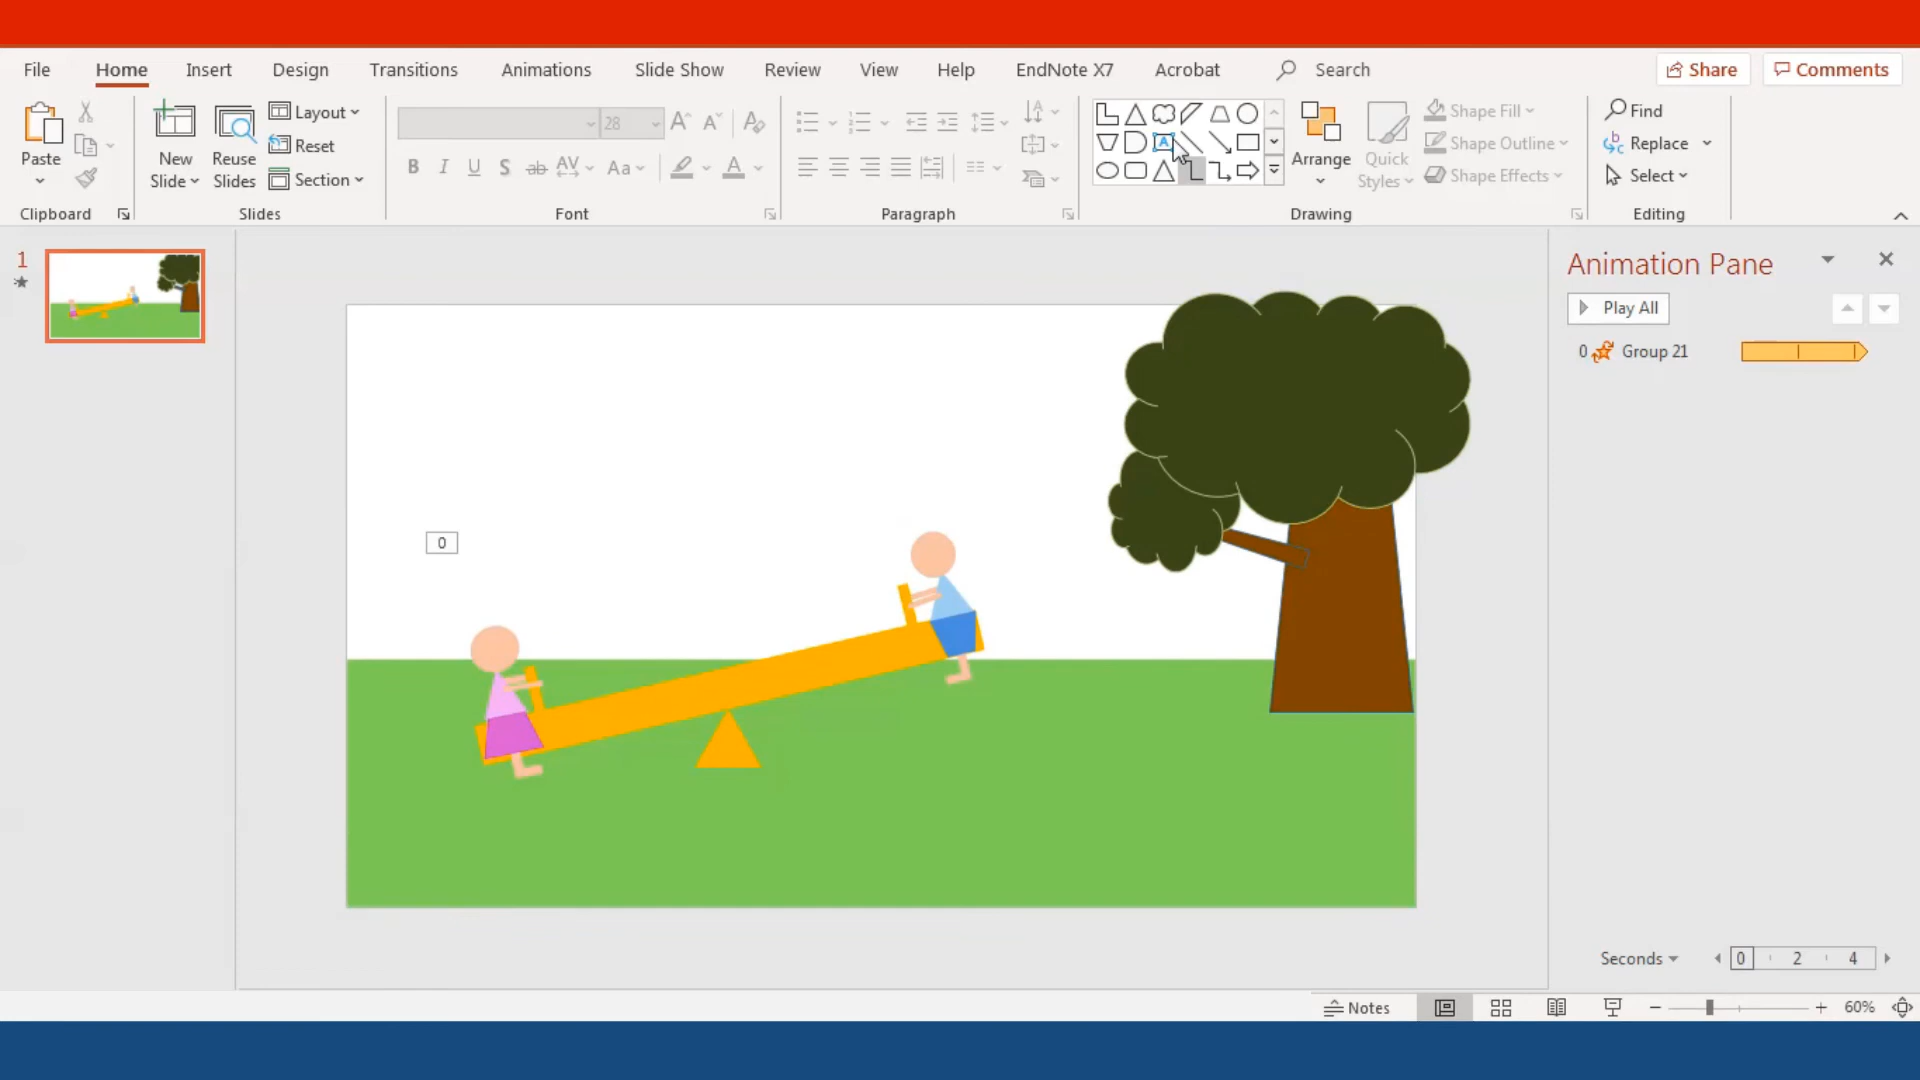 File Home Insert Design Transitions Animations Slide Show Review View Help EndNote X7 Acrobat Search Share Comments
Paste
New Slide
Reuse Slides
Layout
Reset
Section
28
B I U S ab AV Aa A
A
Arrange
Quick Styles
Shape Fill
Shape Outline
Shape Effects
Find
Replace
Select
Clipboard Slides Font Paragraph Drawing Editing
1
Animation Pane
Play All
0 Group 21
0
Seconds 0 2 4
Notes 60%